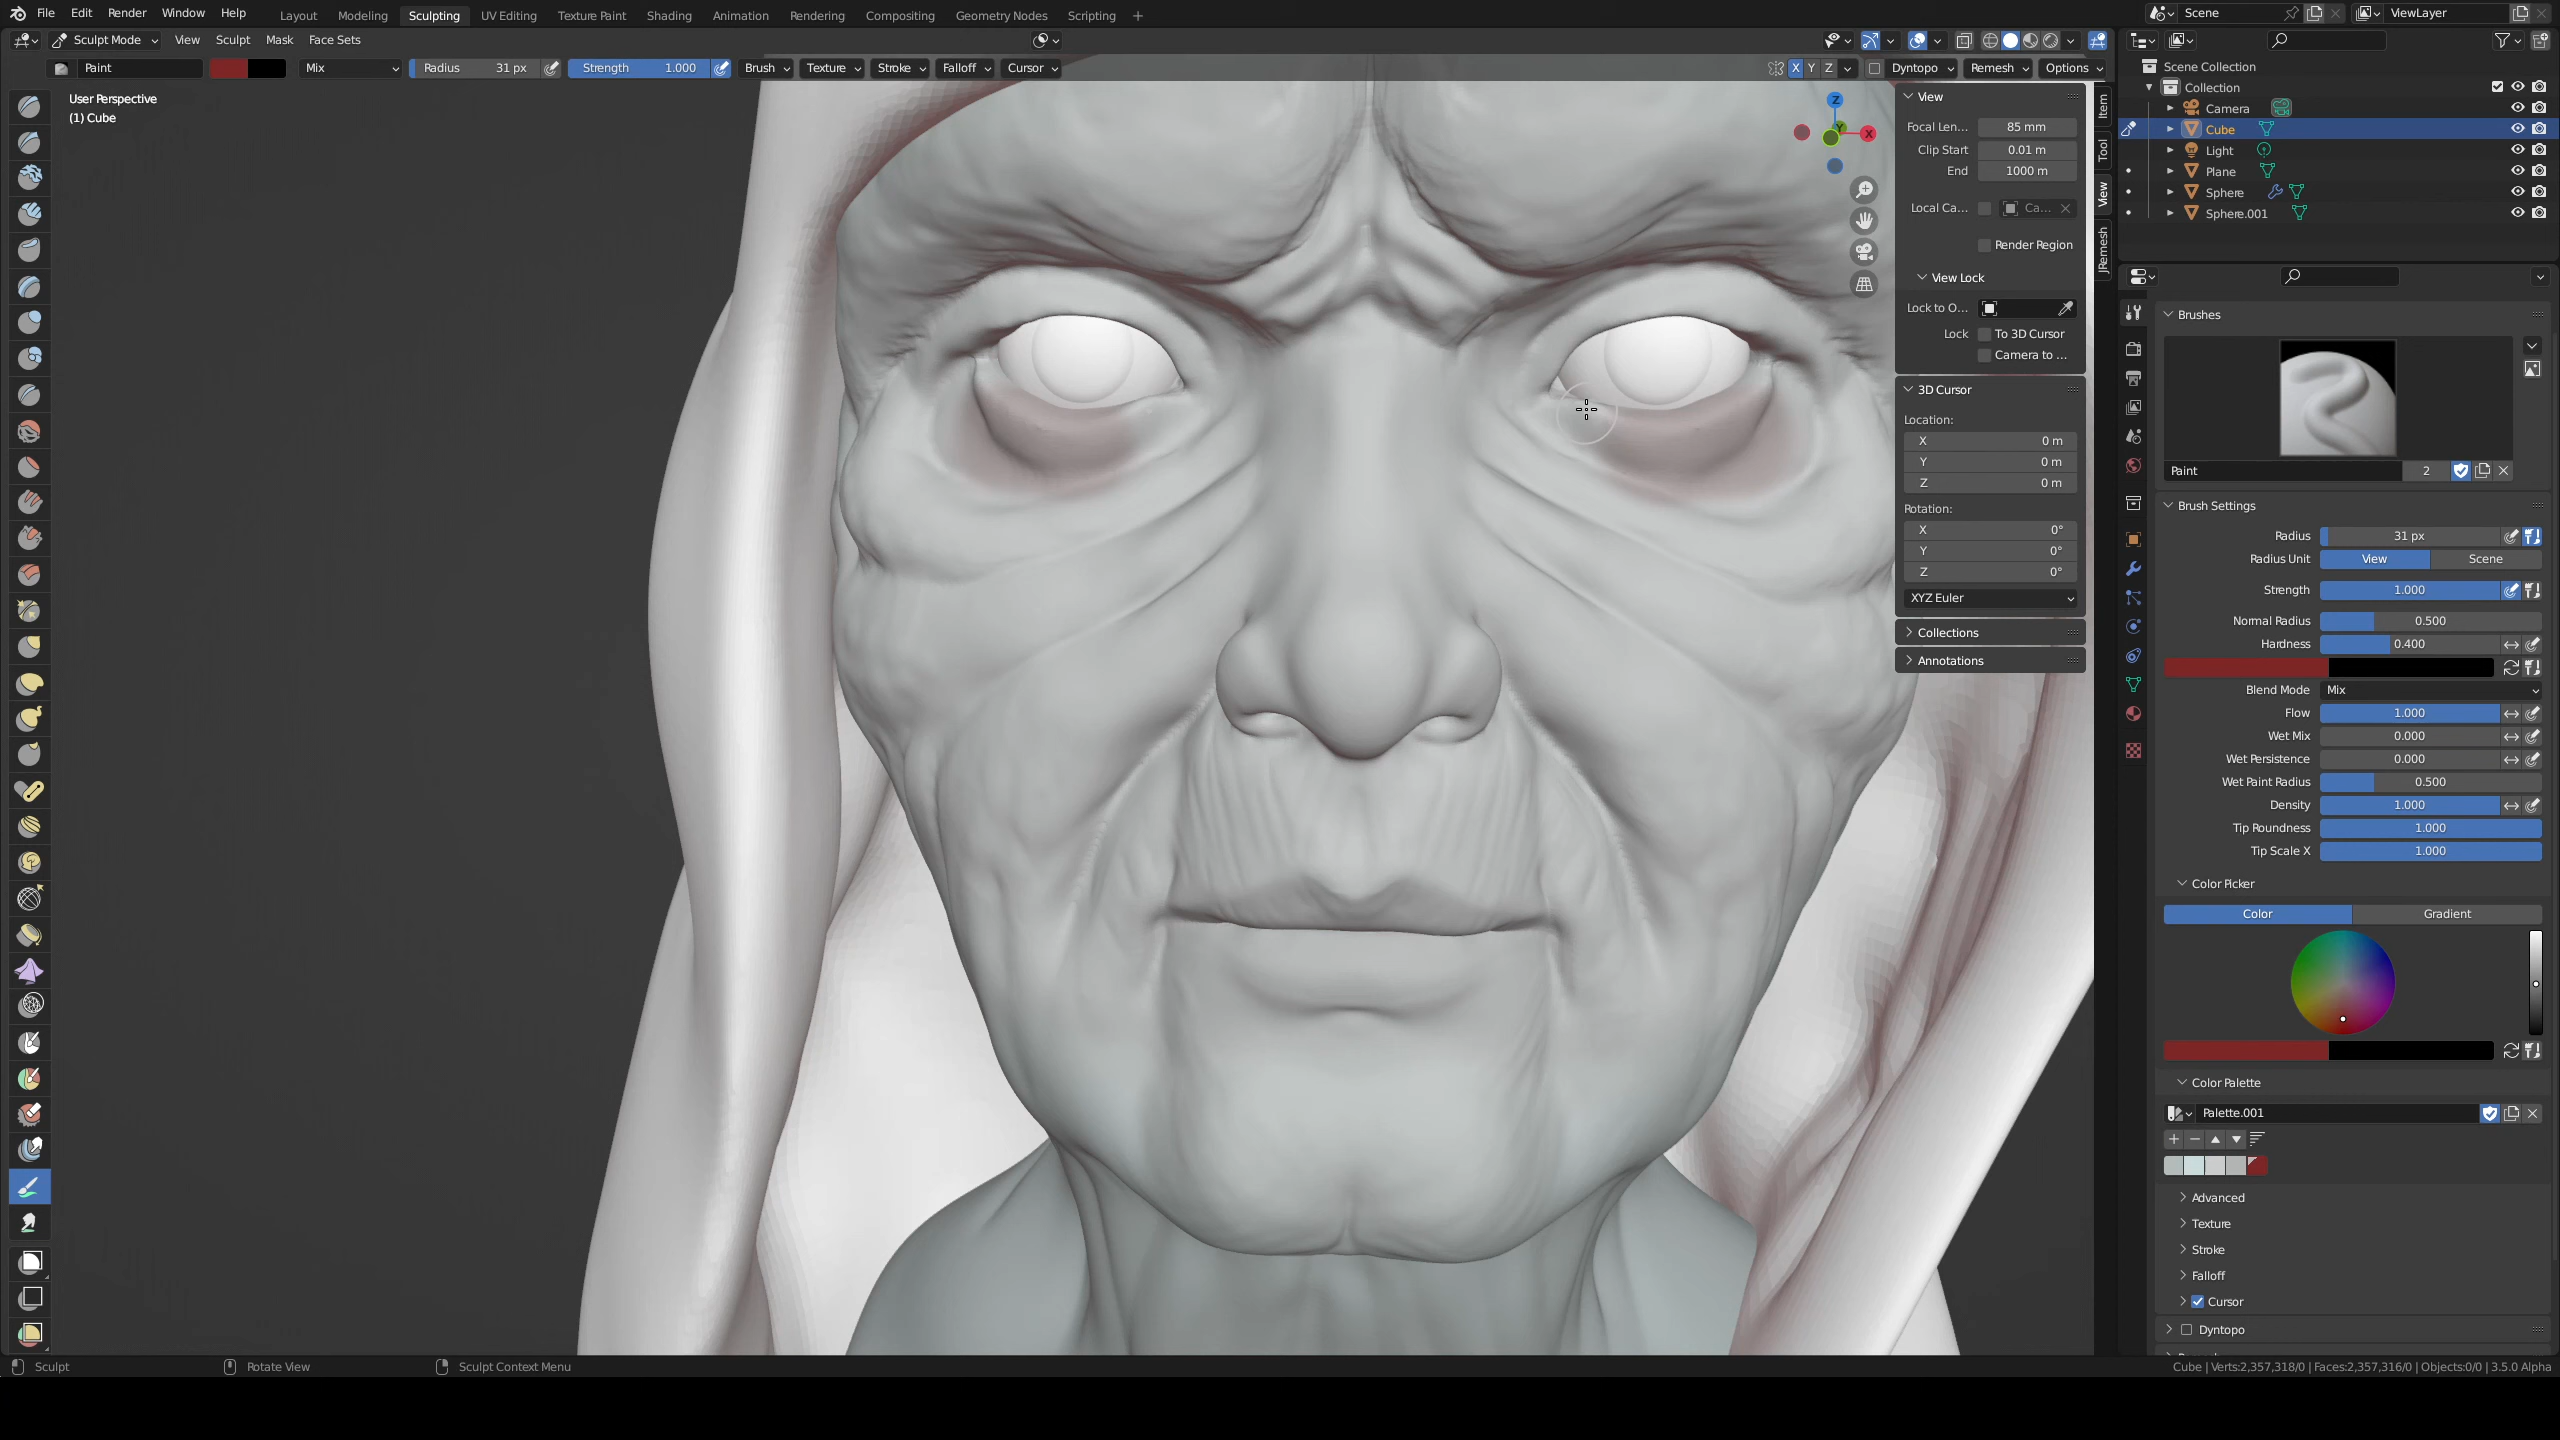 File Edit Render Window Help Layout Modeling Sculpting UV Editing Texture Paint Shading Animation Rendering Compositing Geometry Nodes Scripting + Scene ViewLayer
Sculpt Mode View Sculpt Mask Face Sets
Paint Mix Radius 31 px Strength 1.000 Brush Texture Stroke Falloff Cursor X Y Z Dyntopo Remesh Options
User Perspective
(1) Cube
Z
Y
X
View
Focal Len... 85 mm
Clip Start 0.01 m
End 1000 m
Local Ca... Ca...
Render Region
View Lock
Lock to O...
Lock To 3D Cursor
Camera to ...
3D Cursor
Location:
X 0 m
Y 0 m
Z 0 m
Rotation:
X 0°
Y 0°
Z 0°
XYZ Euler
Collections
Annotations
Item
Tool
View
JRemesh
Scene Collection
Collection
Camera
Cube
Light
Plane
Sphere
Sphere.001
Brushes
Paint 2
Brush Settings
Radius 31 px
Radius Unit View Scene
Strength 1.000
Normal Radius 0.500
Hardness 0.400
Blend Mode Mix
Flow 1.000
Wet Mix 0.000
Wet Persistence 0.000
Wet Paint Radius 0.500
Density 1.000
Tip Roundness 1.000
Tip Scale X 1.000
Color Picker
Color Gradient
Color Palette
Palette.001
Advanced
Texture
Stroke
Falloff
Cursor
Dyntopo
Sculpt Rotate View Sculpt Context Menu Cube | Verts:2,357,318/0 | Faces:2,357,316/0 | Objects:0/0 | 3.5.0 Alpha